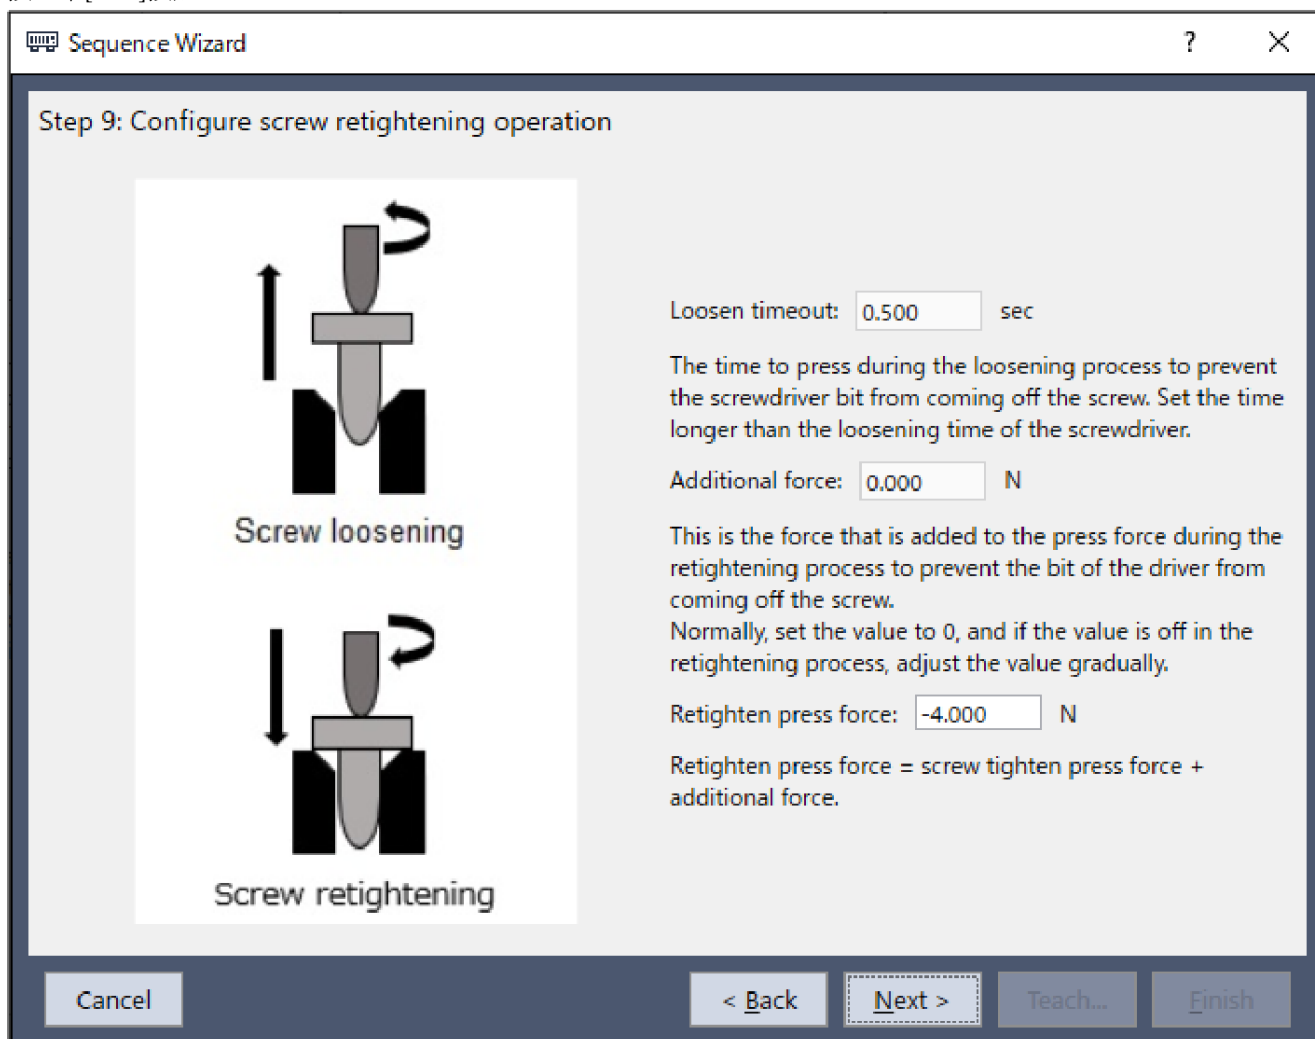 Sequence Wizard
?
Step 9: Configure screw retightening operation
Screw loosening
Screw retightening
Loosen timeout: 0.500 sec
The time to press during the loosening process to prevent
the screwdriver bit from coming off the screw. Set the time
longer than the loosening time of the screwdriver.
Additional force: 0.000 N
This is the force that is added to the press force during the
retightening process to prevent the bit of the driver from
coming off the screw.
Normally, set the value to 0, and if the value is off in the
retightening process, adjust the value gradually.
Retighten press force: -4.000 N
Retighten press force = screw tighten press force +
additional force.
Cancel
< Back
Next >
Teach...
Finish